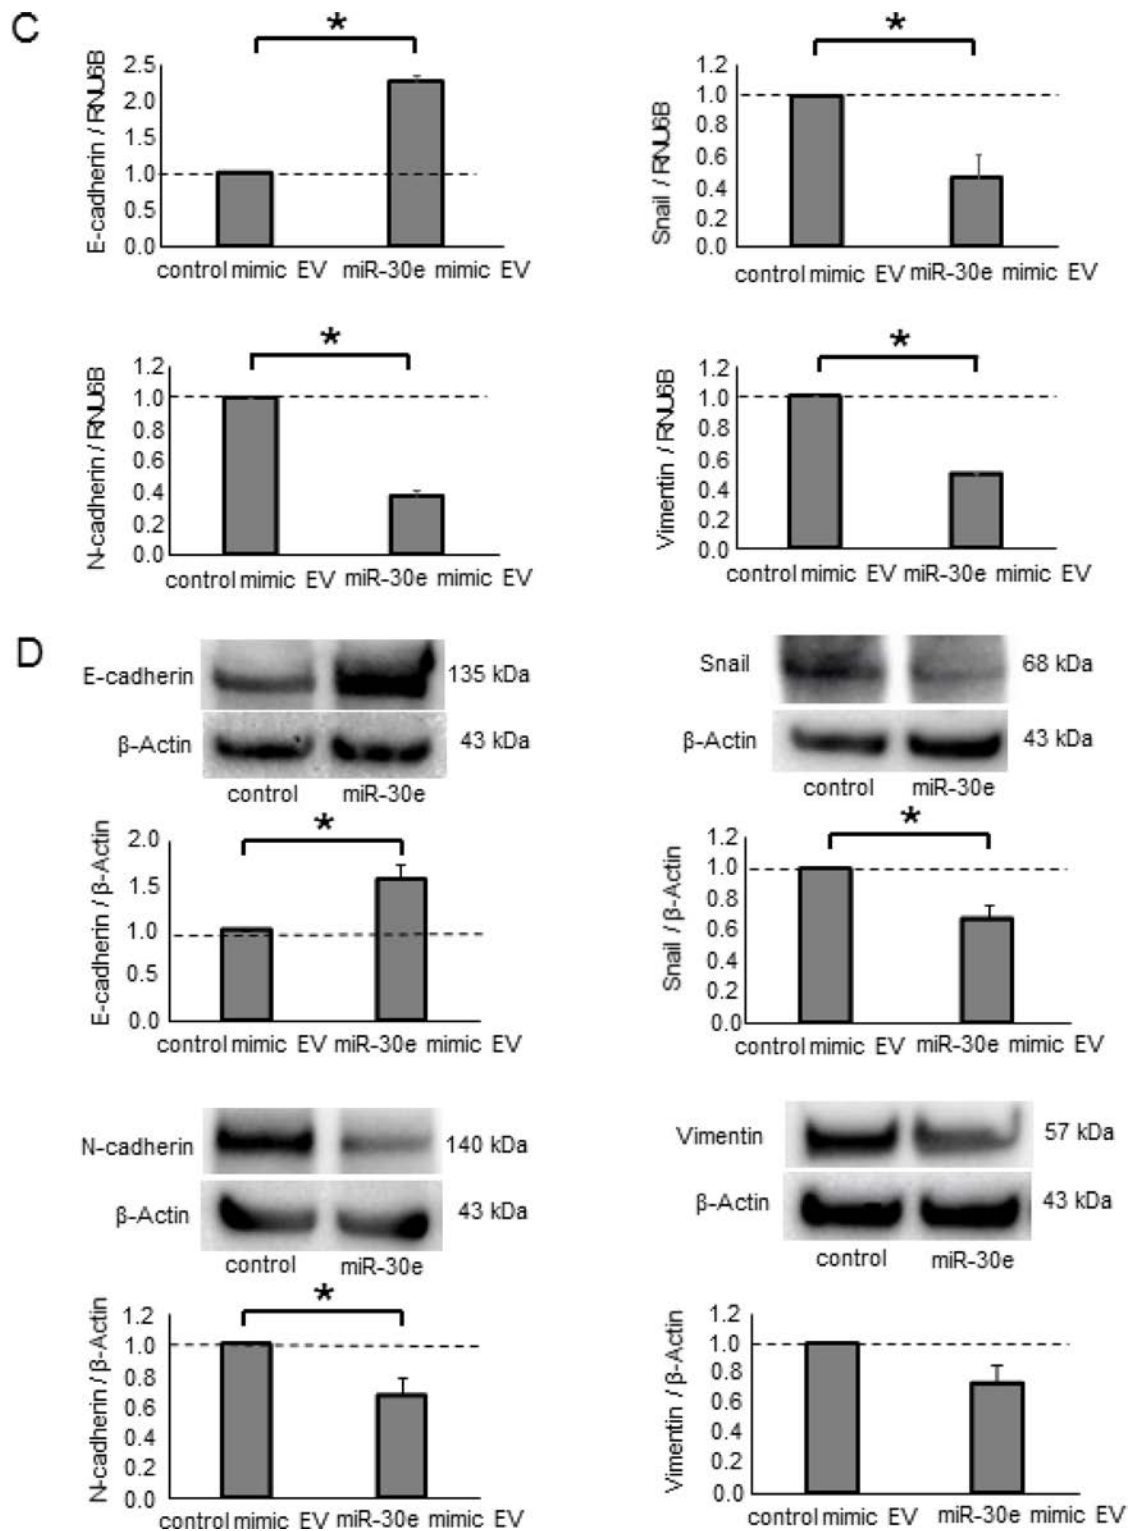 C
*
E-cadherin / RNU6B
2.5
2.0
1.5
1.0
0.5
0.0
control mimic EV miR-30e mimic EV
*
Snail / RNU6B
1.2
1.0
0.8
0.6
0.4
0.2
0.0
control mimic EV miR-30e mimic EV
*
N-cadherin / RNU6B
1.2
1.0
0.8
0.6
0.4
0.2
0.0
control mimic EV miR-30e mimic EV
*
Vimentin / RNU6B
1.2
1.0
0.8
0.6
0.4
0.2
0.0
control mimic EV miR-30e mimic EV
D
E-cadherin 135 kDa
β-Actin 43 kDa
control miR-30e
*
E-cadherin / β-Actin
2.0
1.5
1.0
0.5
0.0
control mimic EV miR-30e mimic EV
Snail 68 kDa
β-Actin 43 kDa
control miR-30e
*
Snail / β-Actin
1.2
1.0
0.8
0.6
0.4
0.2
0.0
control mimic EV miR-30e mimic EV
N-cadherin 140 kDa
β-Actin 43 kDa
control miR-30e
*
N-cadherin / β-Actin
1.2
1.0
0.8
0.6
0.4
0.2
0.0
control mimic EV miR-30e mimic EV
Vimentin 57 kDa
β-Actin 43 kDa
control miR-30e
Vimentin / β-Actin
1.2
1.0
0.8
0.6
0.4
0.2
0.0
control mimic EV miR-30e mimic EV